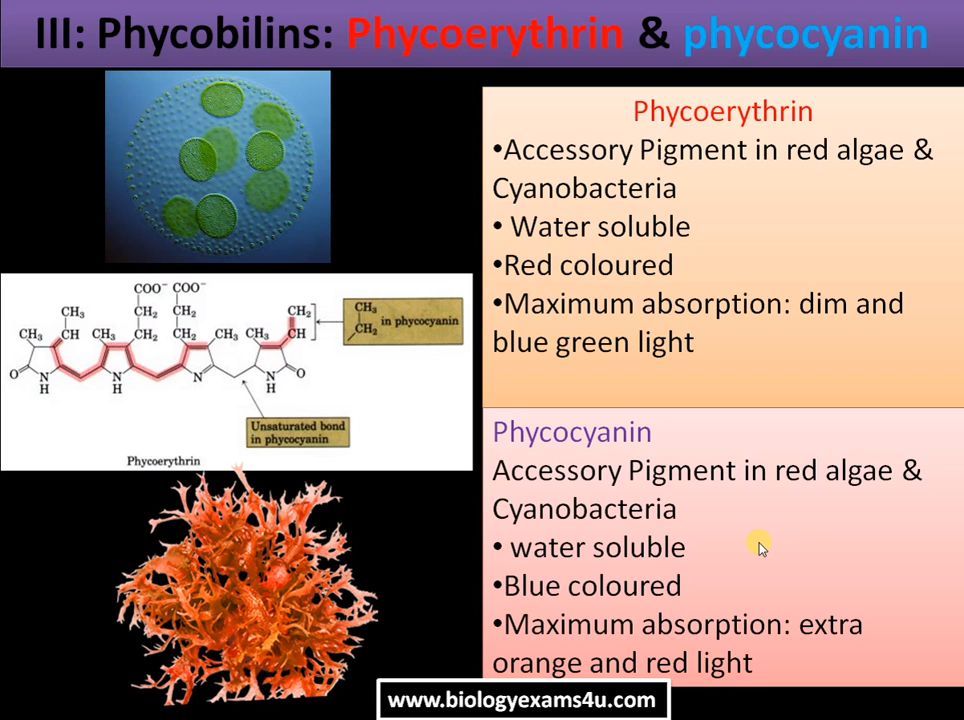 III: Phycobilins: Phycoerythrin & phycocyanin
Phycoerythrin
•Accessory Pigment in red algae &
Cyanobacteria
• Water soluble
•Red coloured
•Maximum absorption: dim and
blue green light
Phycocyanin
Accessory Pigment in red algae &
Cyanobacteria
• water soluble
•Blue coloured
•Maximum absorption: extra
orange and red light
COO⁻ COO⁻
CH₃ CH₂ CH₂ CH₂
CH₃ CH CH₃ CH₂ CH₂ CH₃ CH₃ CH
O N H N H N N H O
CH₃
CH₂ in phycocyanin
Unsaturated bond
in phycocyanin
Phycoerythrin
www.biologyexams4u.com